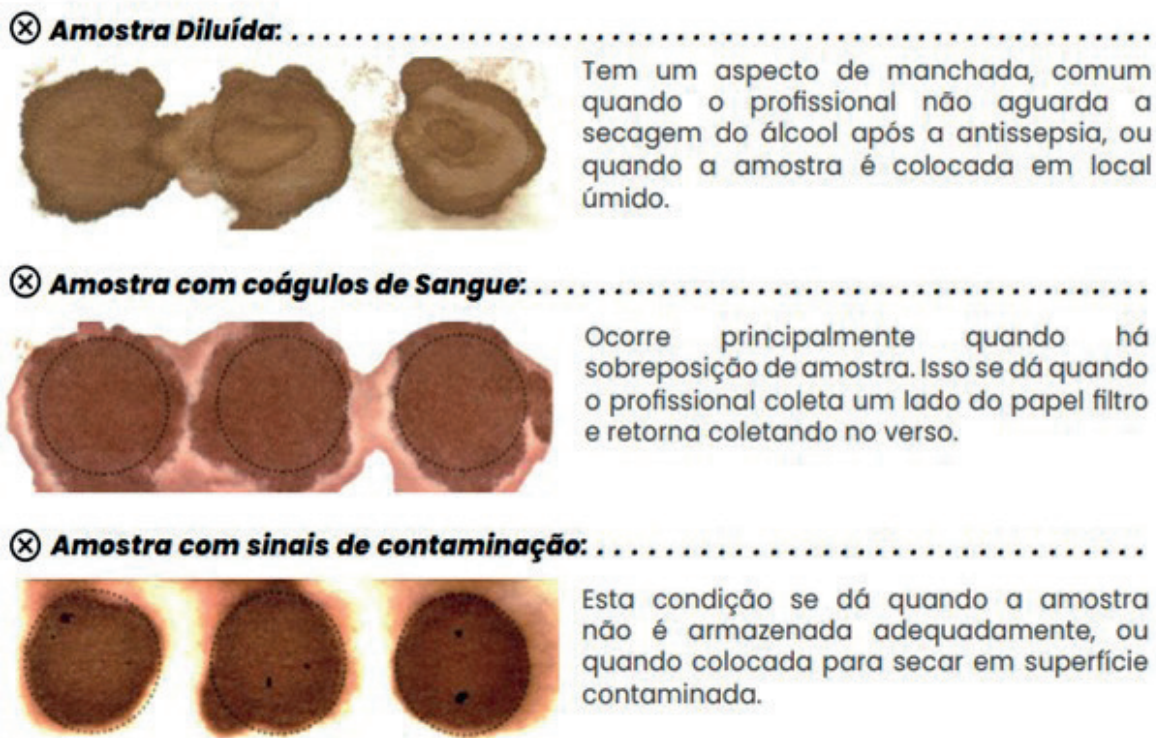 Amostra Diluída: . . . . . . . . . . . . . . . . . . . . . . . . . . . . . . . . . . . . . . . . . . . . . . . . . . . . . . .
Tem um aspecto de manchada, comum
quando o profissional não aguarda a
secagem do álcool após a antissepsia, ou
quando a amostra é colocada em local
úmido.
Amostra com coágulos de Sangue: . . . . . . . . . . . . . . . . . . . . . . . . . . . . . . . . . . . . . . .
Ocorre principalmente quando há
sobreposição de amostra. Isso se dá quando
o profissional coleta um lado do papel filtro
e retorna coletando no verso.
Amostra com sinais de contaminação: . . . . . . . . . . . . . . . . . . . . . . . . . . . . . . . . . . .
Esta condição se dá quando a amostra
não é armazenada adequadamente, ou
quando colocada para secar em superfície
contaminada.